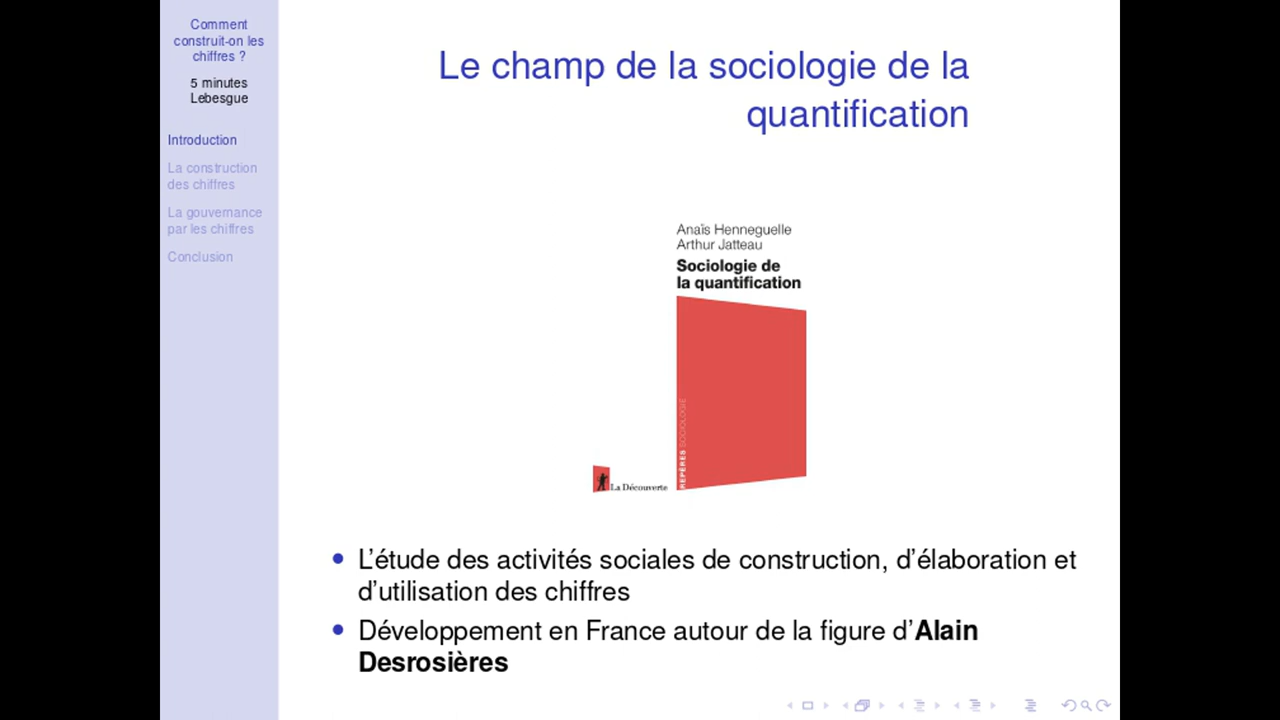 Comment
construit-on les
chiffres ?
5 minutes
Lebesgue
Introduction
La construction
des chiffres
La gouvernance
par les chiffres
Conclusion
Le champ de la sociologie de la
quantification
Anaïs Henneguelle
Arthur Jatteau
Sociologie de
la quantification
REPÈRES SOCIOLOGIE
La Découverte
L'étude des activités sociales de construction, d'élaboration et
d'utilisation des chiffres
Développement en France autour de la figure d'Alain
Desrosières